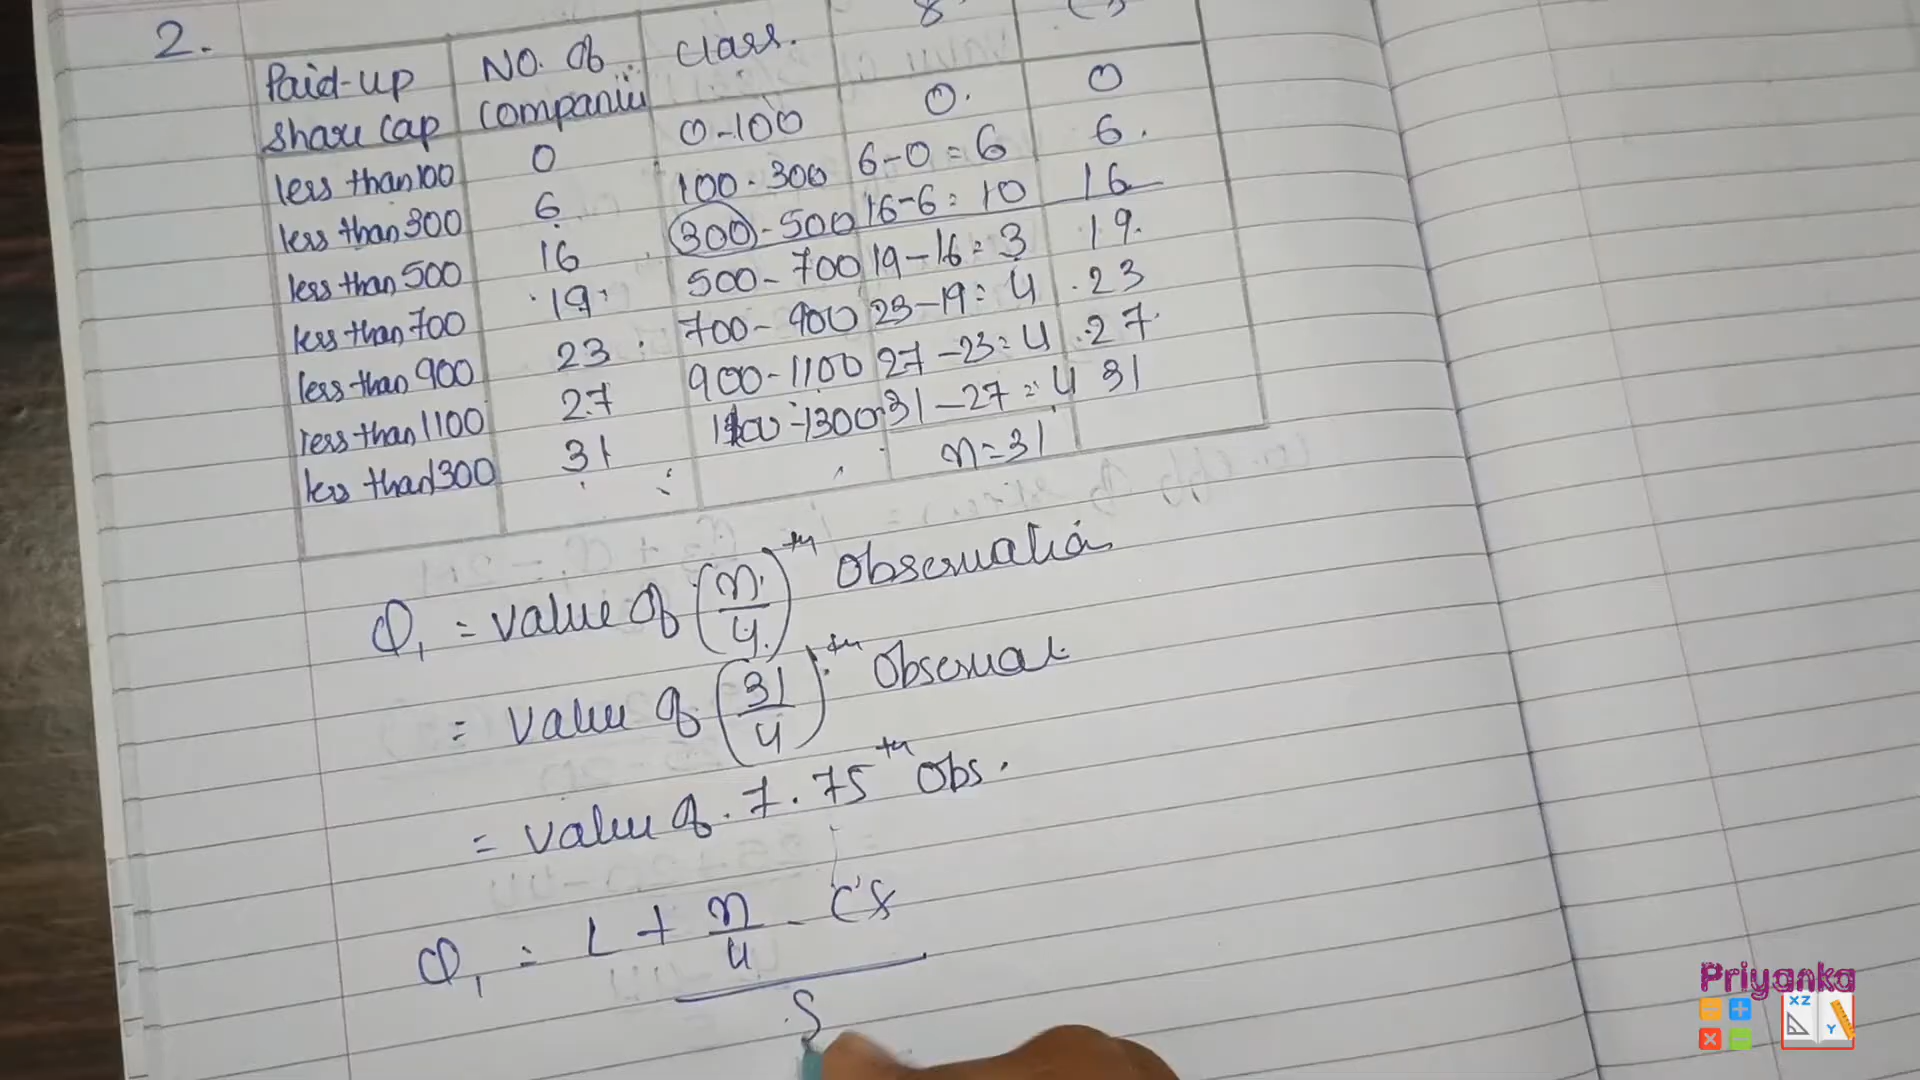 2.
Paid-up share cap | No. of companies | class. | 8 | 
less than 100 | 0 | 0-100 | 0. | 0
less than 300 | 6 | 100-300 | 6-0=6 | 6.
less than 500 | 16 | 300-500 | 16-6=10 | 16
less than 700 | 19 | 500-700 | 19-16=3 | 19.
less than 900 | 23 | 700-900 | 23-19=4 | 23
less than 1100 | 27 | 900-1100 | 27-23=4 | 27
less than 1300 | 31 | 1100-1300 | 31-27=4 | 31
n=31
Q₁ = value of (n/4)th observation
= value of (31/4)th observat
= value of 7.75th obs.
Q₁ = L + n/4 - cf
f
Priyanka
XZ
Y